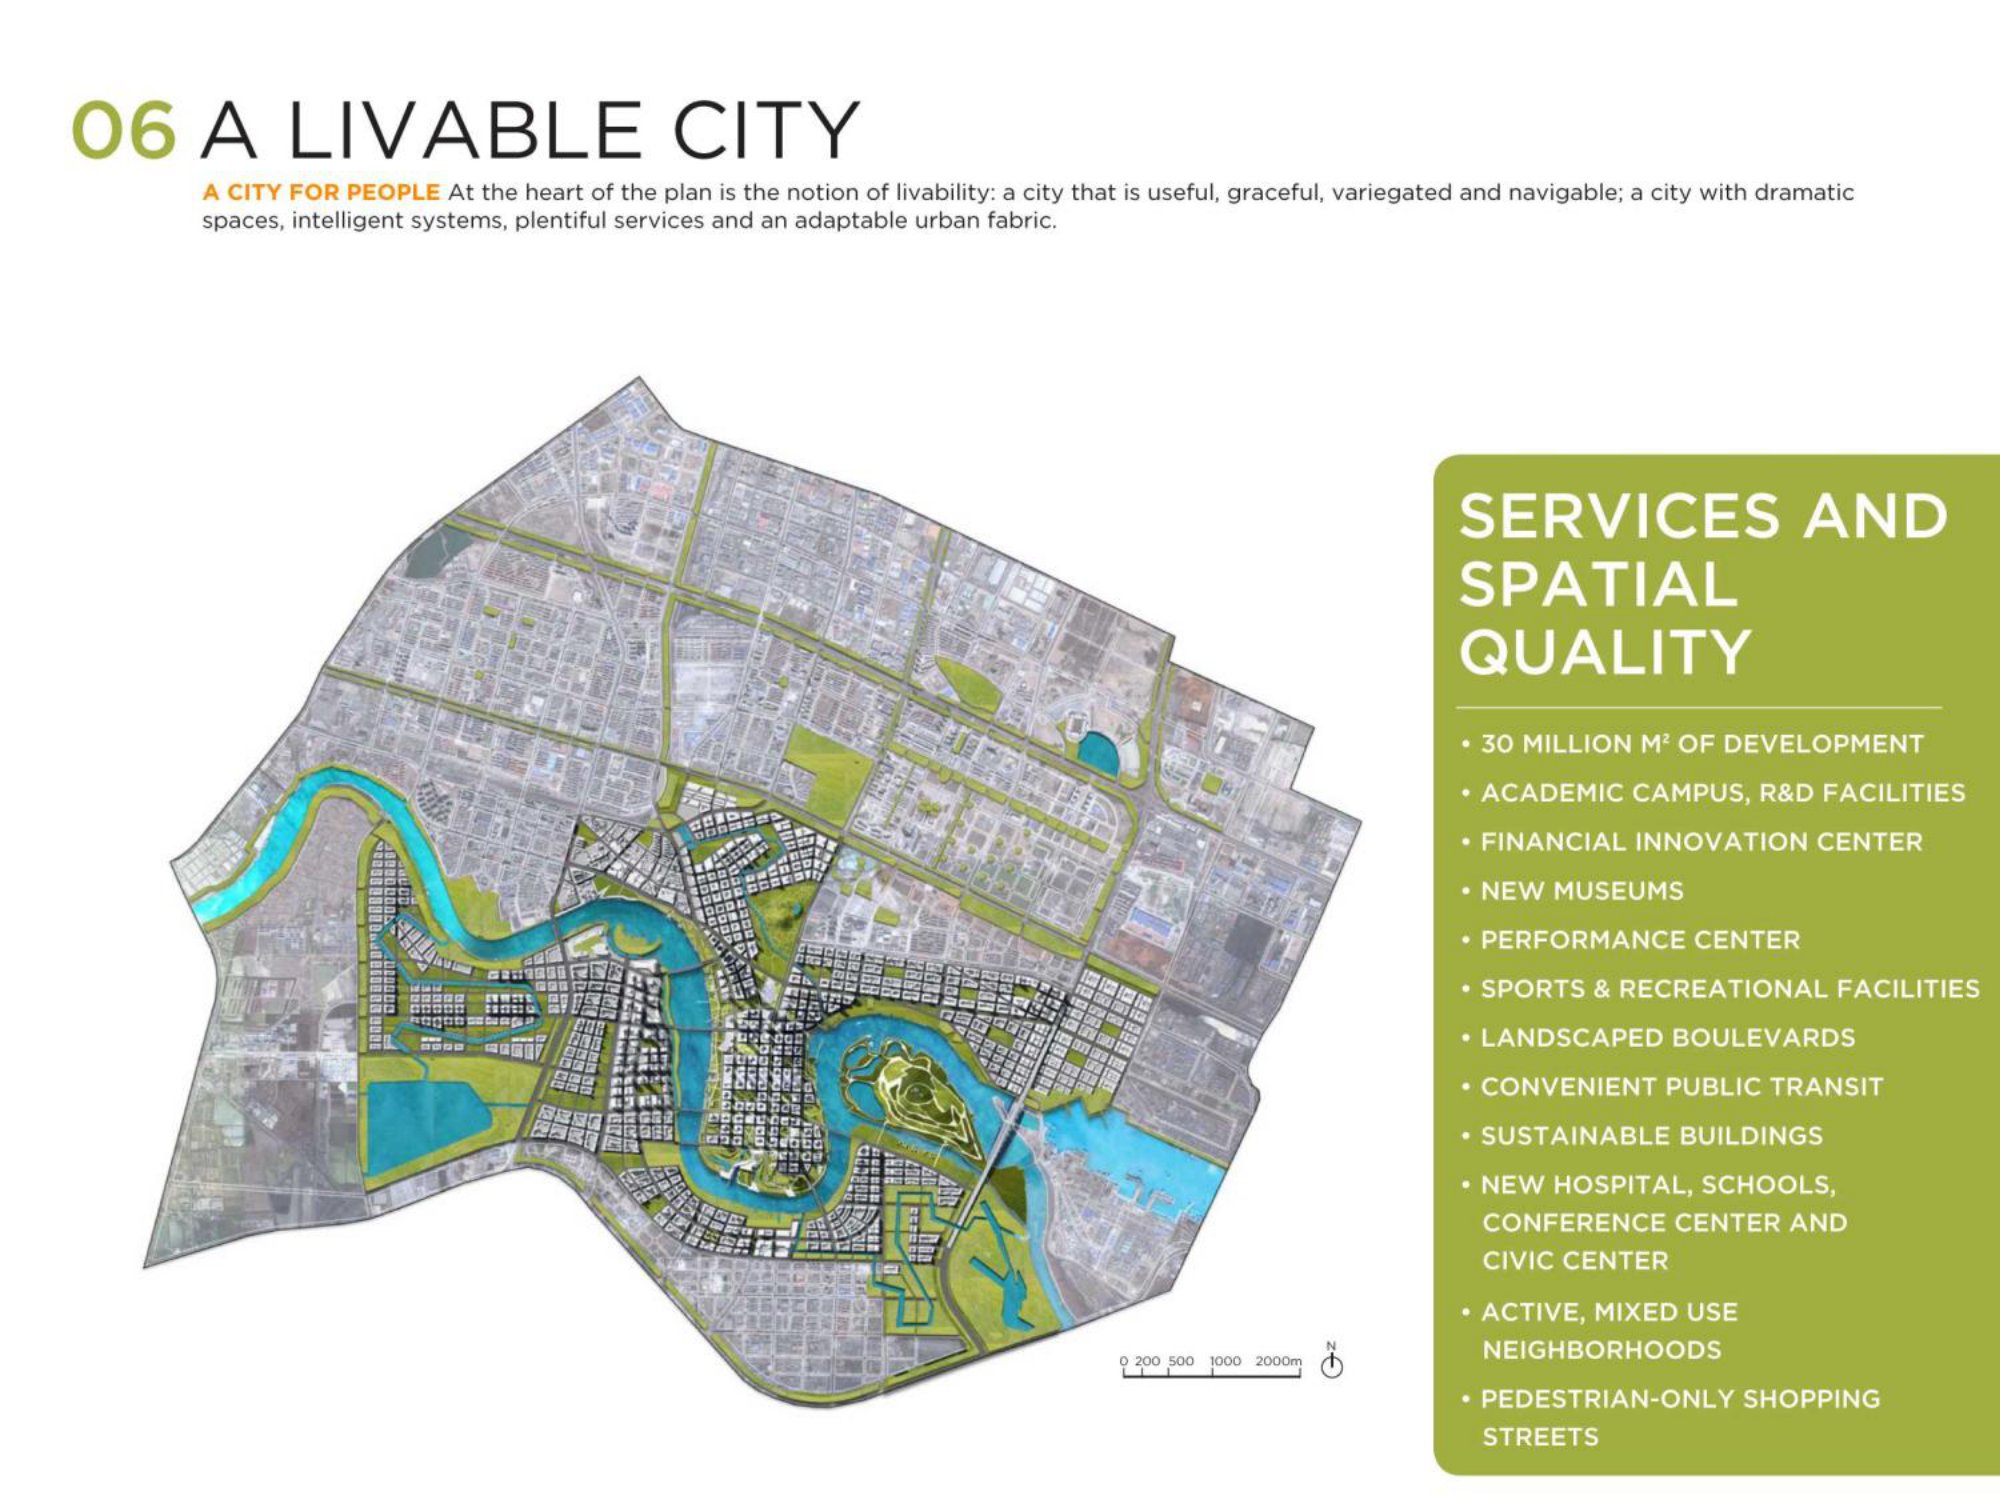 06 A LIVABLE CITY
A CITY FOR PEOPLE At the heart of the plan is the notion of livability: a city that is useful, graceful, variegated and navigable; a city with dramatic
spaces, intelligent systems, plentiful services and an adaptable urban fabric.
SERVICES AND
SPATIAL
QUALITY
• 30 MILLION M² OF DEVELOPMENT
• ACADEMIC CAMPUS, R&D FACILITIES
• FINANCIAL INNOVATION CENTER
• NEW MUSEUMS
• PERFORMANCE CENTER
• SPORTS & RECREATIONAL FACILITIES
• LANDSCAPED BOULEVARDS
• CONVENIENT PUBLIC TRANSIT
• SUSTAINABLE BUILDINGS
• NEW HOSPITAL, SCHOOLS,
CONFERENCE CENTER AND
CIVIC CENTER
• ACTIVE, MIXED USE
NEIGHBORHOODS
• PEDESTRIAN-ONLY SHOPPING
STREETS
0 200 500 1000 2000m
N